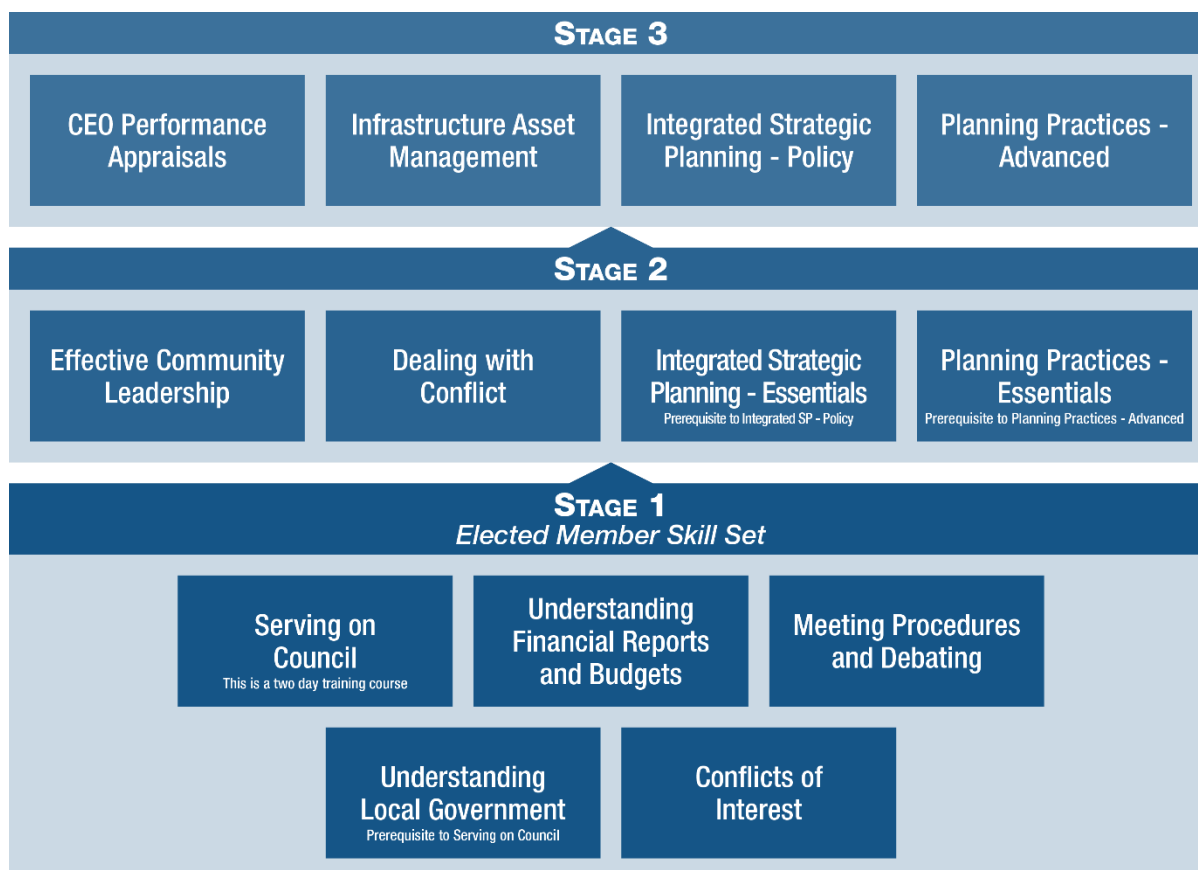 STAGE 3
CEO Performance
Appraisals
Infrastructure Asset
Management
Integrated Strategic
Planning - Policy
Planning Practices -
Advanced
STAGE 2
Effective Community
Leadership
Dealing with
Conflict
Integrated Strategic
Planning - Essentials
Prerequisite to Integrated SP - Policy
Planning Practices -
Essentials
Prerequisite to Planning Practices - Advanced
STAGE 1
Elected Member Skill Set
Serving on
Council
This is a two day training course
Understanding
Financial Reports
and Budgets
Meeting Procedures
and Debating
Understanding
Local Government
Prerequisite to Serving on Council
Conflicts of
Interest